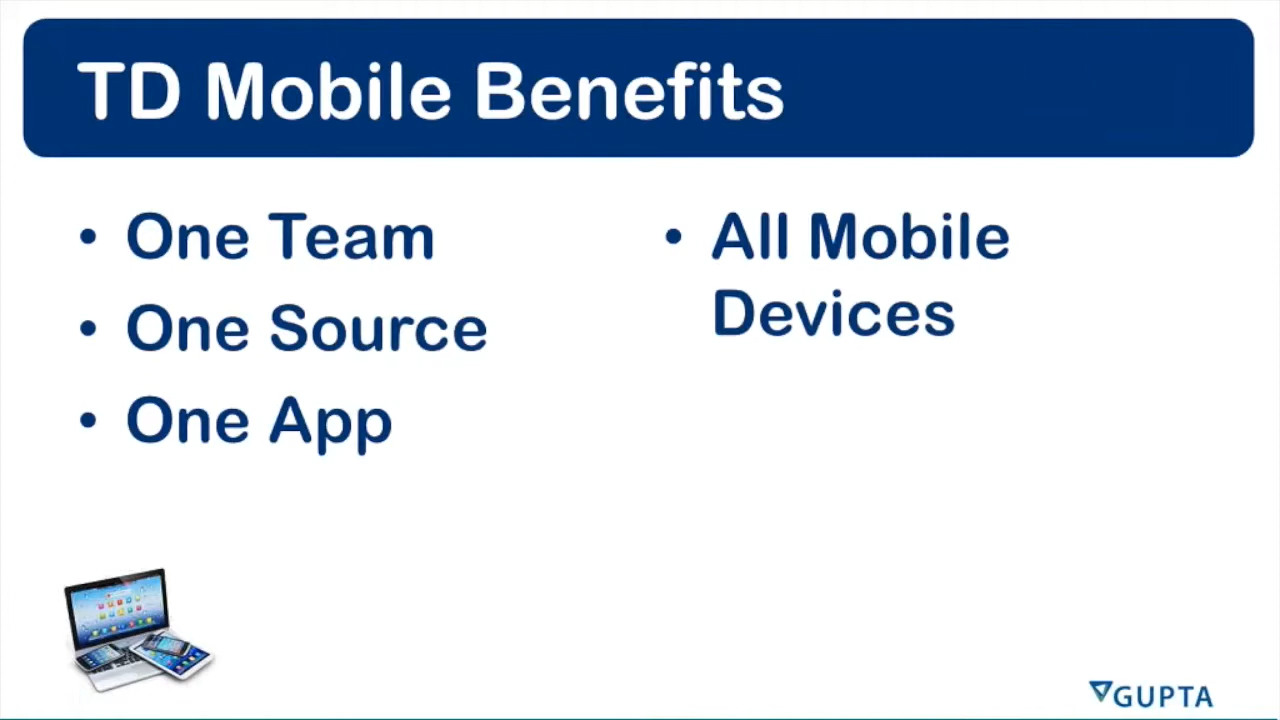 TD Mobile Benefits
• One Team
• One Source
• One App
• All Mobile
Devices
GUPTA